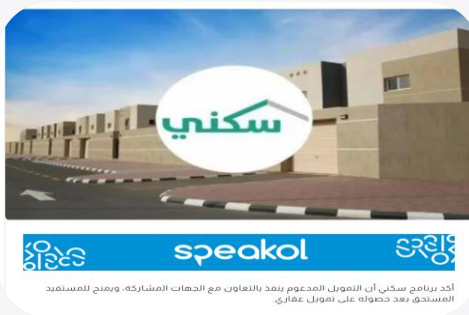 سكني
speakol
أكد برنامج سكني أن التمويل المدعوم ينفذ بالتعاون مع الجهات المشاركة، ويمنح للمستفيد
المستحق بعد حصوله على تمويل عقاري.